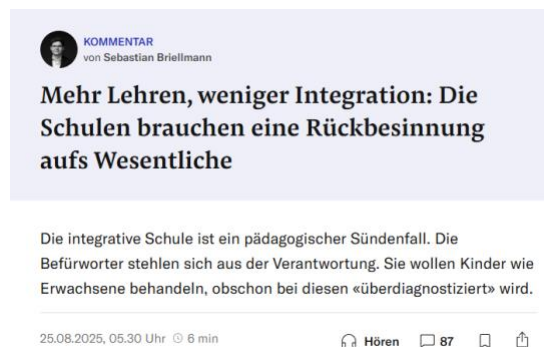 KOMMENTAR
von Sebastian Briellmann
Mehr Lehren, weniger Integration: Die
Schulen brauchen eine Rückbesinnung
aufs Wesentliche
Die integrative Schule ist ein pädagogischer Sündenfall. Die
Befürworter stehlen sich aus der Verantwortung. Sie wollen Kinder wie
Erwachsene behandeln, obschon bei diesen «überdiagnostiziert» wird.
25.08.2025, 05.30 Uhr 6 min Hören 87